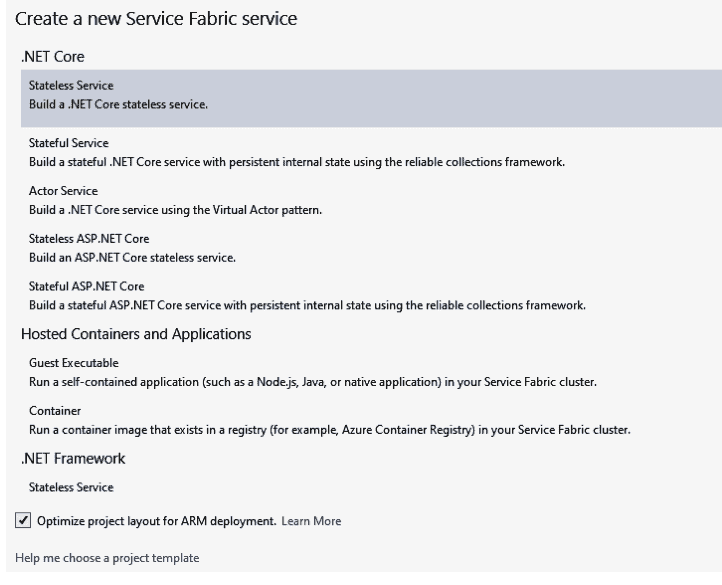 Create a new Service Fabric service
.NET Core
Stateless Service
Build a .NET Core stateless service.
Stateful Service
Build a stateful .NET Core service with persistent internal state using the reliable collections framework.
Actor Service
Build a .NET Core service using the Virtual Actor pattern.
Stateless ASP.NET Core
Build an ASP.NET Core stateless service.
Stateful ASP.NET Core
Build a stateful ASP.NET Core service with persistent internal state using the reliable collections framework.
Hosted Containers and Applications
Guest Executable
Run a self-contained application (such as a Node.js, Java, or native application) in your Service Fabric cluster.
Container
Run a container image that exists in a registry (for example, Azure Container Registry) in your Service Fabric cluster.
.NET Framework
Stateless Service
Optimize project layout for ARM deployment. Learn More
Help me choose a project template